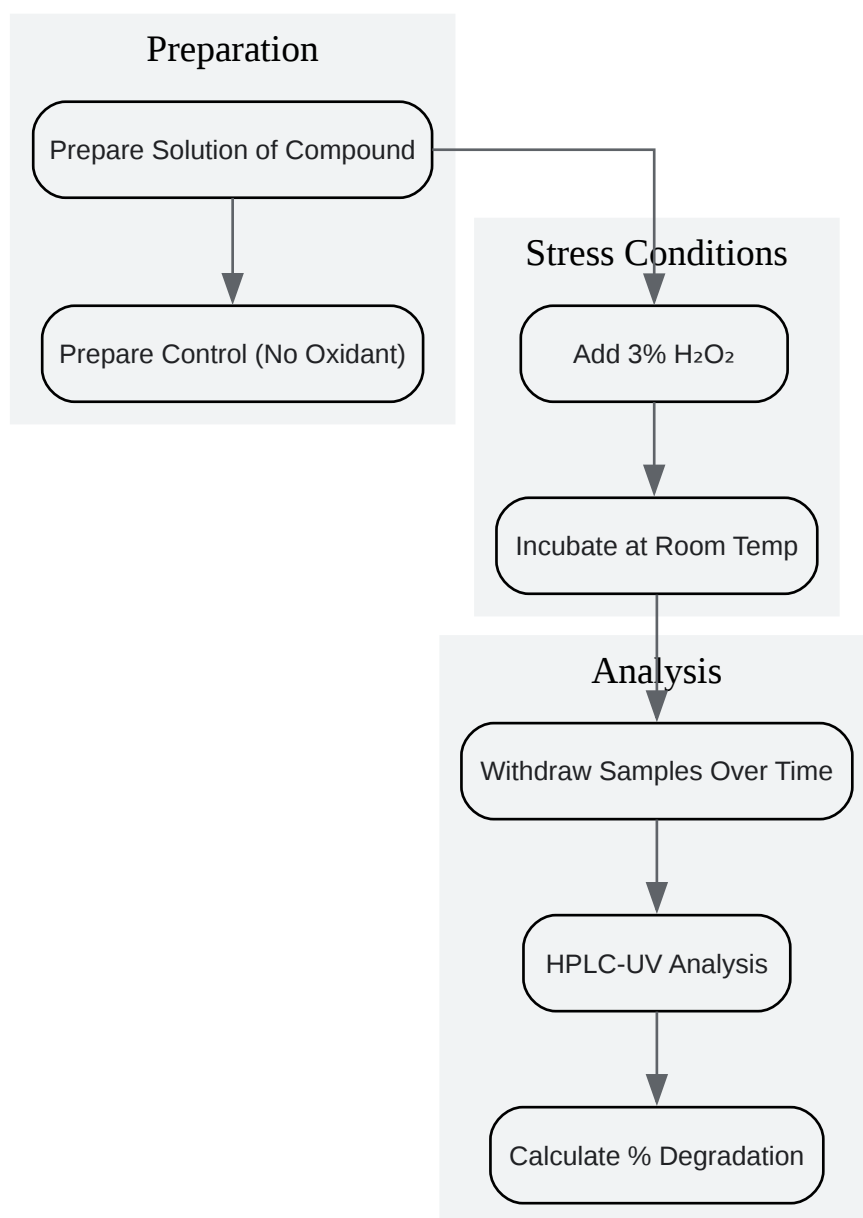 Preparation
Prepare Solution of Compound
Prepare Control (No Oxidant)
Stress Conditions
Add 3% H₂O₂
Incubate at Room Temp
Analysis
Withdraw Samples Over Time
HPLC-UV Analysis
Calculate % Degradation